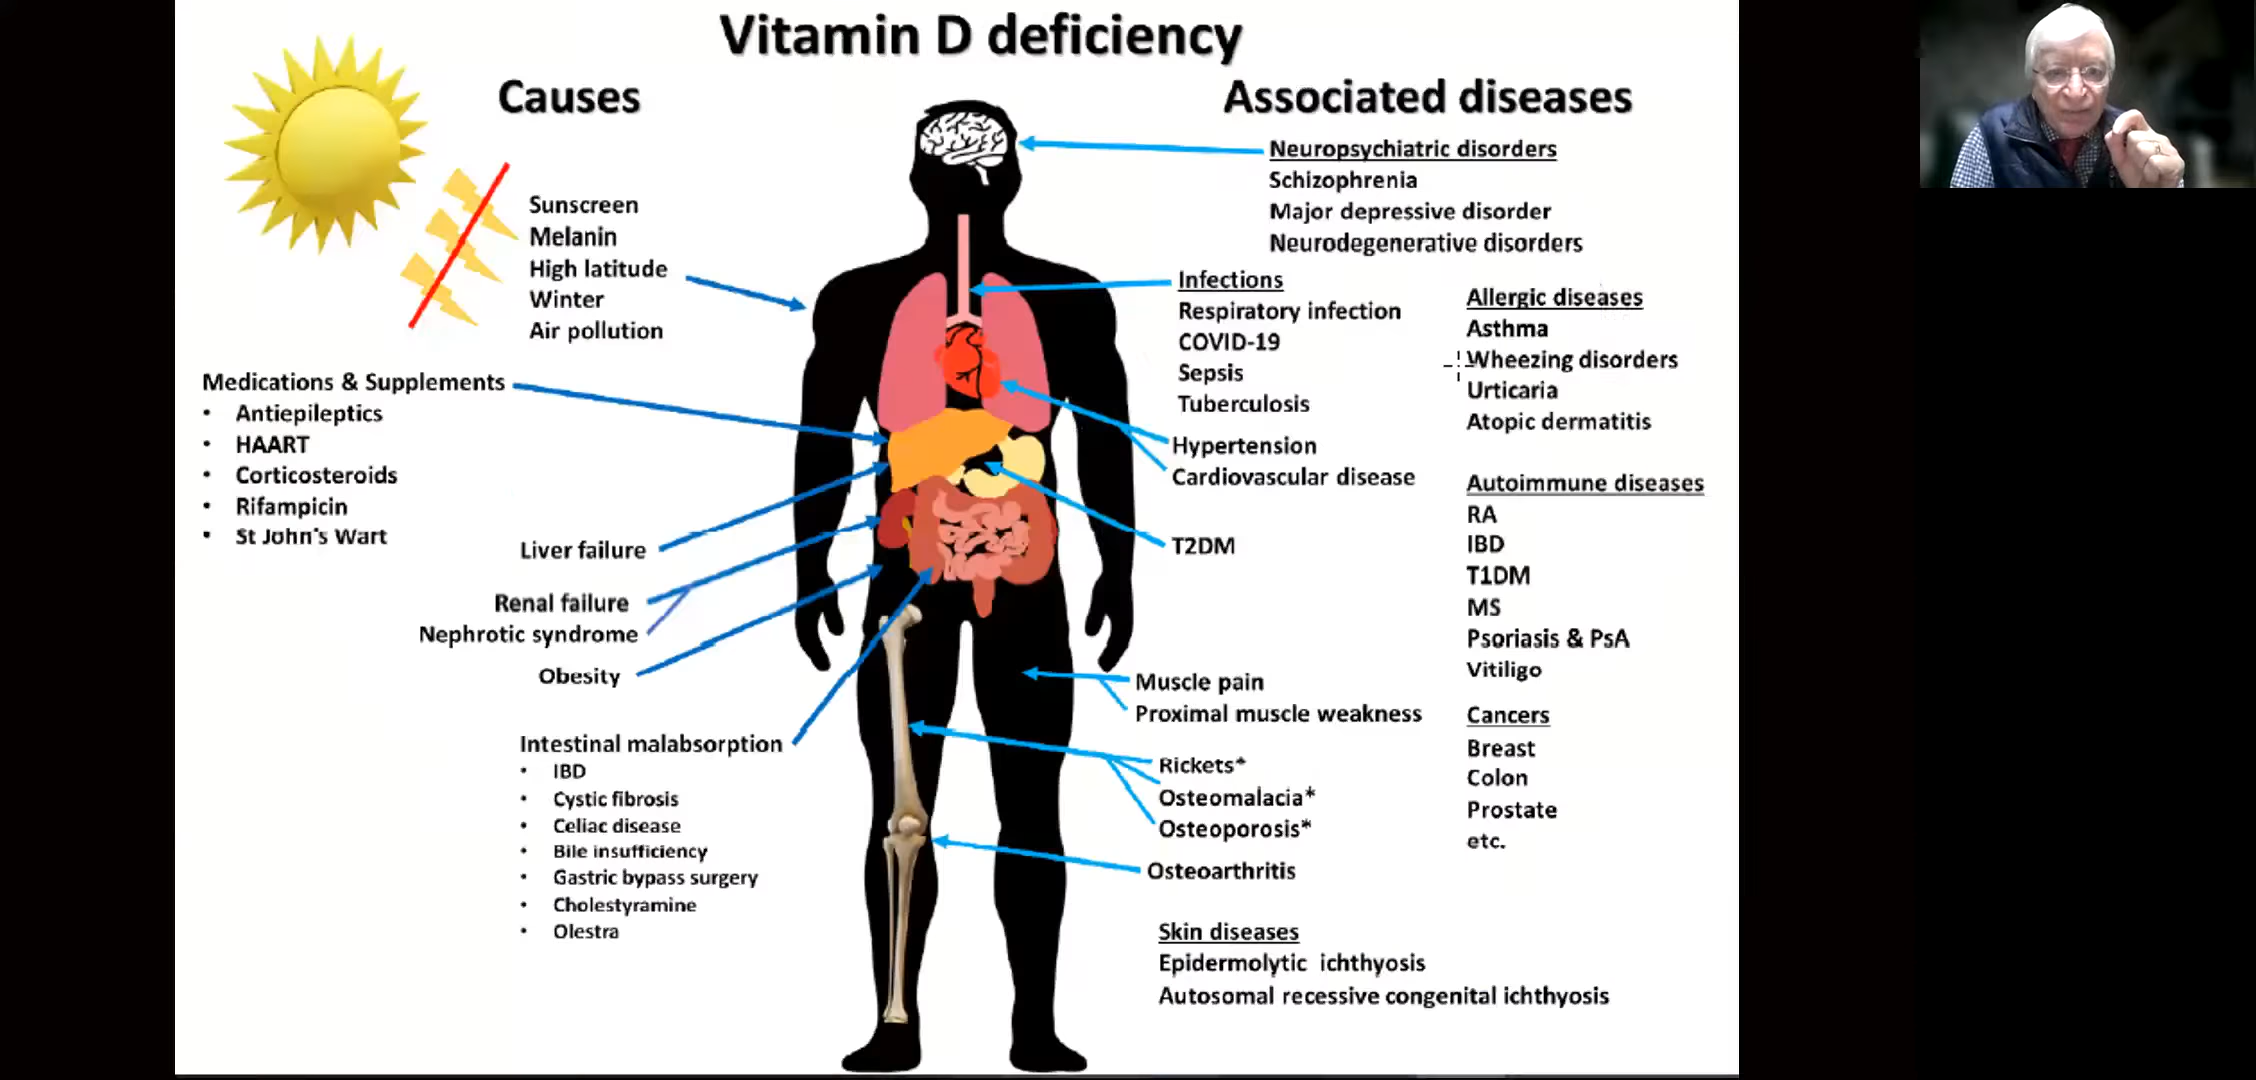 Vitamin D deficiency
Causes
Sunscreen
Melanin
High latitude
Winter
Air pollution
Medications & Supplements
• Antiepileptics
• HAART
• Corticosteroids
• Rifampicin
• St John's Wart
Liver failure
Renal failure
Nephrotic syndrome
Obesity
Intestinal malabsorption
• IBD
• Cystic fibrosis
• Celiac disease
• Bile insufficiency
• Gastric bypass surgery
• Cholestyramine
• Olestra
Associated diseases
Neuropsychiatric disorders
Schizophrenia
Major depressive disorder
Neurodegenerative disorders
Infections
Respiratory infection
COVID-19
Sepsis
Tuberculosis
Hypertension
Cardiovascular disease
T2DM
Muscle pain
Proximal muscle weakness
Rickets*
Osteomalacia*
Osteoporosis*
Osteoarthritis
Skin diseases
Epidermolytic ichthyosis
Autosomal recessive congenital ichthyosis
Allergic diseases
Asthma
Wheezing disorders
Urticaria
Atopic dermatitis
Autoimmune diseases
RA
IBD
T1DM
MS
Psoriasis & PsA
Vitiligo
Cancers
Breast
Colon
Prostate
etc.